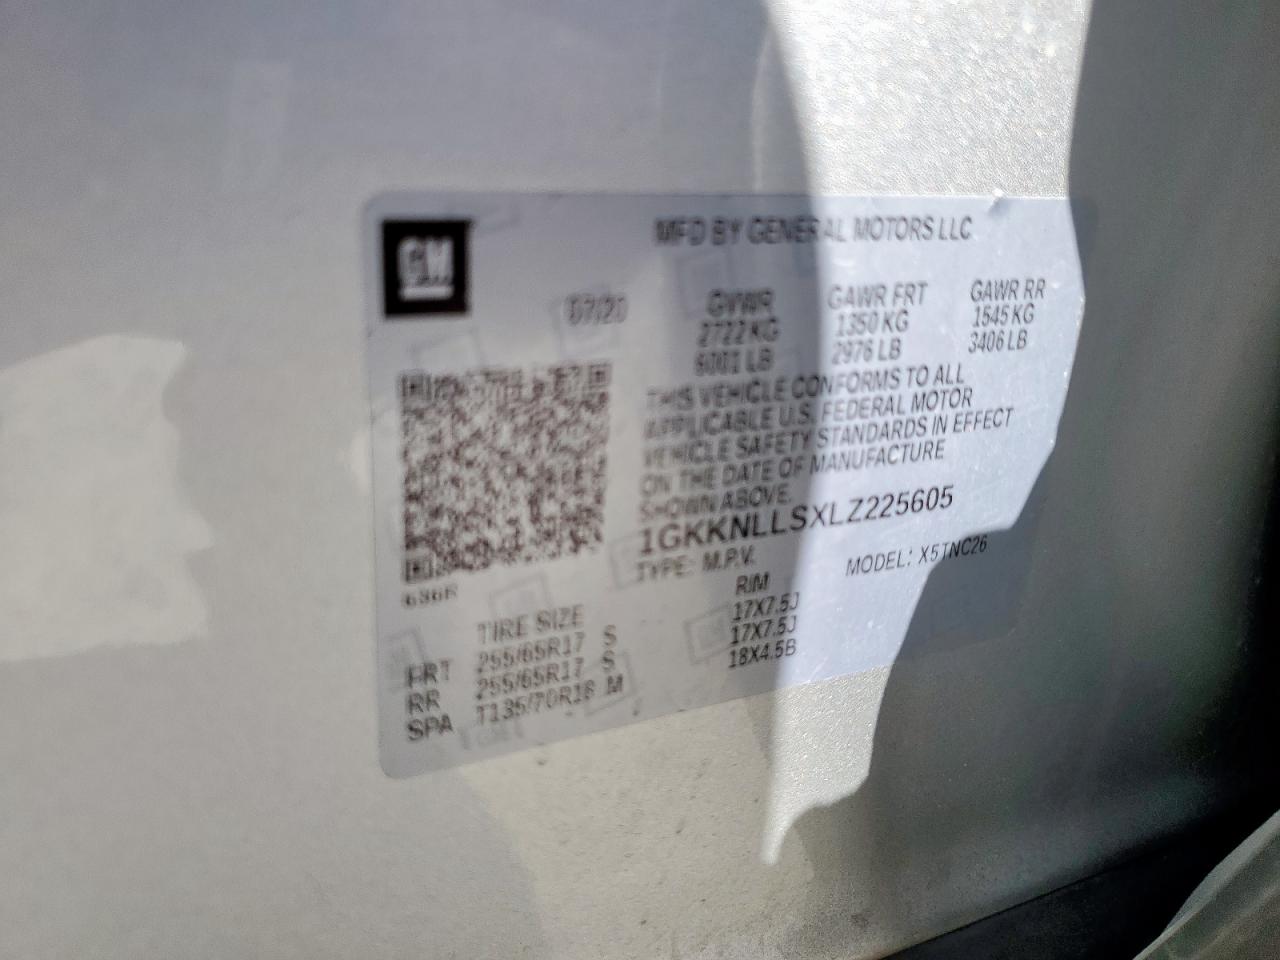 GM
MFD BY GENERAL MOTORS LLC
07/20 GVWR GAWR FRT GAWR RR
2722 KG 1350 KG 1545 KG
6001 LB 2976 LB 3406 LB
THIS VEHICLE CONFORMS TO ALL
APPLICABLE U.S. FEDERAL MOTOR
VEHICLE SAFETY STANDARDS IN EFFECT
ON THE DATE OF MANUFACTURE
SHOWN ABOVE.
1GKKNLLSXLZ225605
TYPE: M.P.V. MODEL: X5TNC26
TIRE SIZE RIM
FRT 255/65R17 S 17X7.5J
RR 255/65R17 S 17X7.5J
SPA T135/70R18 M 18X4.5B